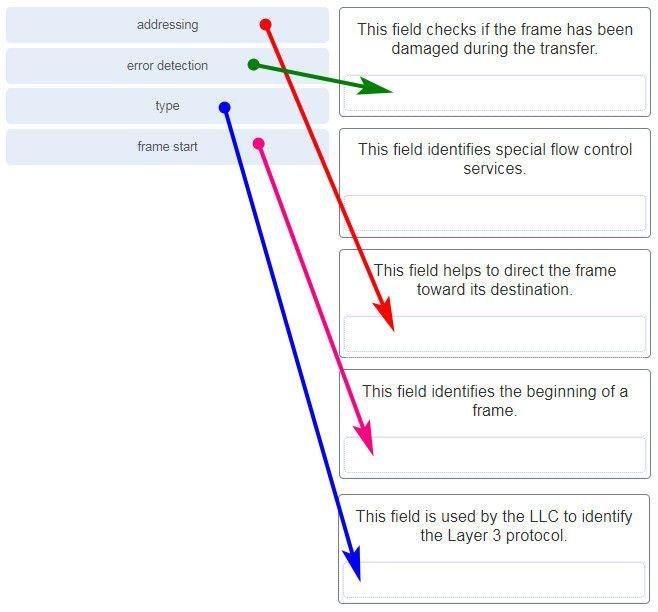 addressing
error detection
type
frame start
This field checks if the frame has been
damaged during the transfer.
This field identifies special flow control
services.
This field helps to direct the frame
toward its destination.
This field identifies the beginning of a
frame.
This field is used by the LLC to identify
the Layer 3 protocol.